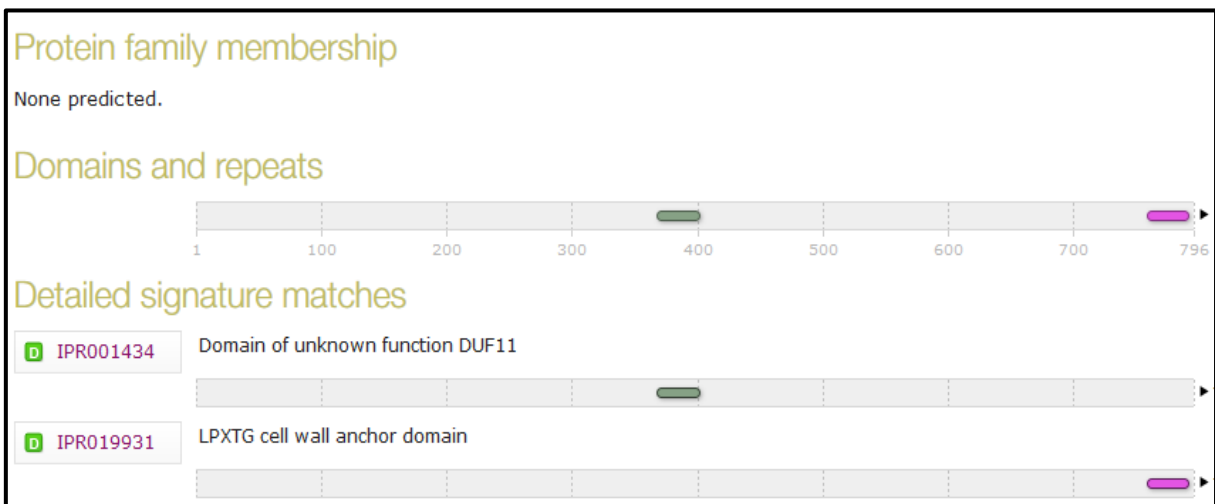 Protein family membership
None predicted.
Domains and repeats
1 100 200 300 400 500 600 700 796
Detailed signature matches
D IPR001434 Domain of unknown function DUF11
D IPR019931 LPXTG cell wall anchor domain